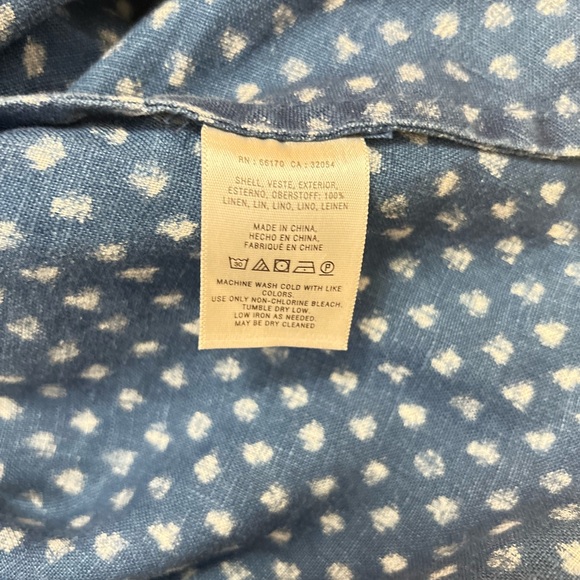 RN : 66170 CA : 32054
SHELL, VESTE, EXTERIOR,
ESTERNO, OBERSTOFF: 100%
LINEN, LIN, LINO, LINO, LEINEN
MADE IN CHINA,
HECHO EN CHINA,
FABRIQUÉ EN CHINE
30 P
MACHINE WASH COLD WITH LIKE
COLORS.
USE ONLY NON-CHLORINE BLEACH.
TUMBLE DRY LOW.
LOW IRON AS NEEDED.
MAY BE DRY CLEANED